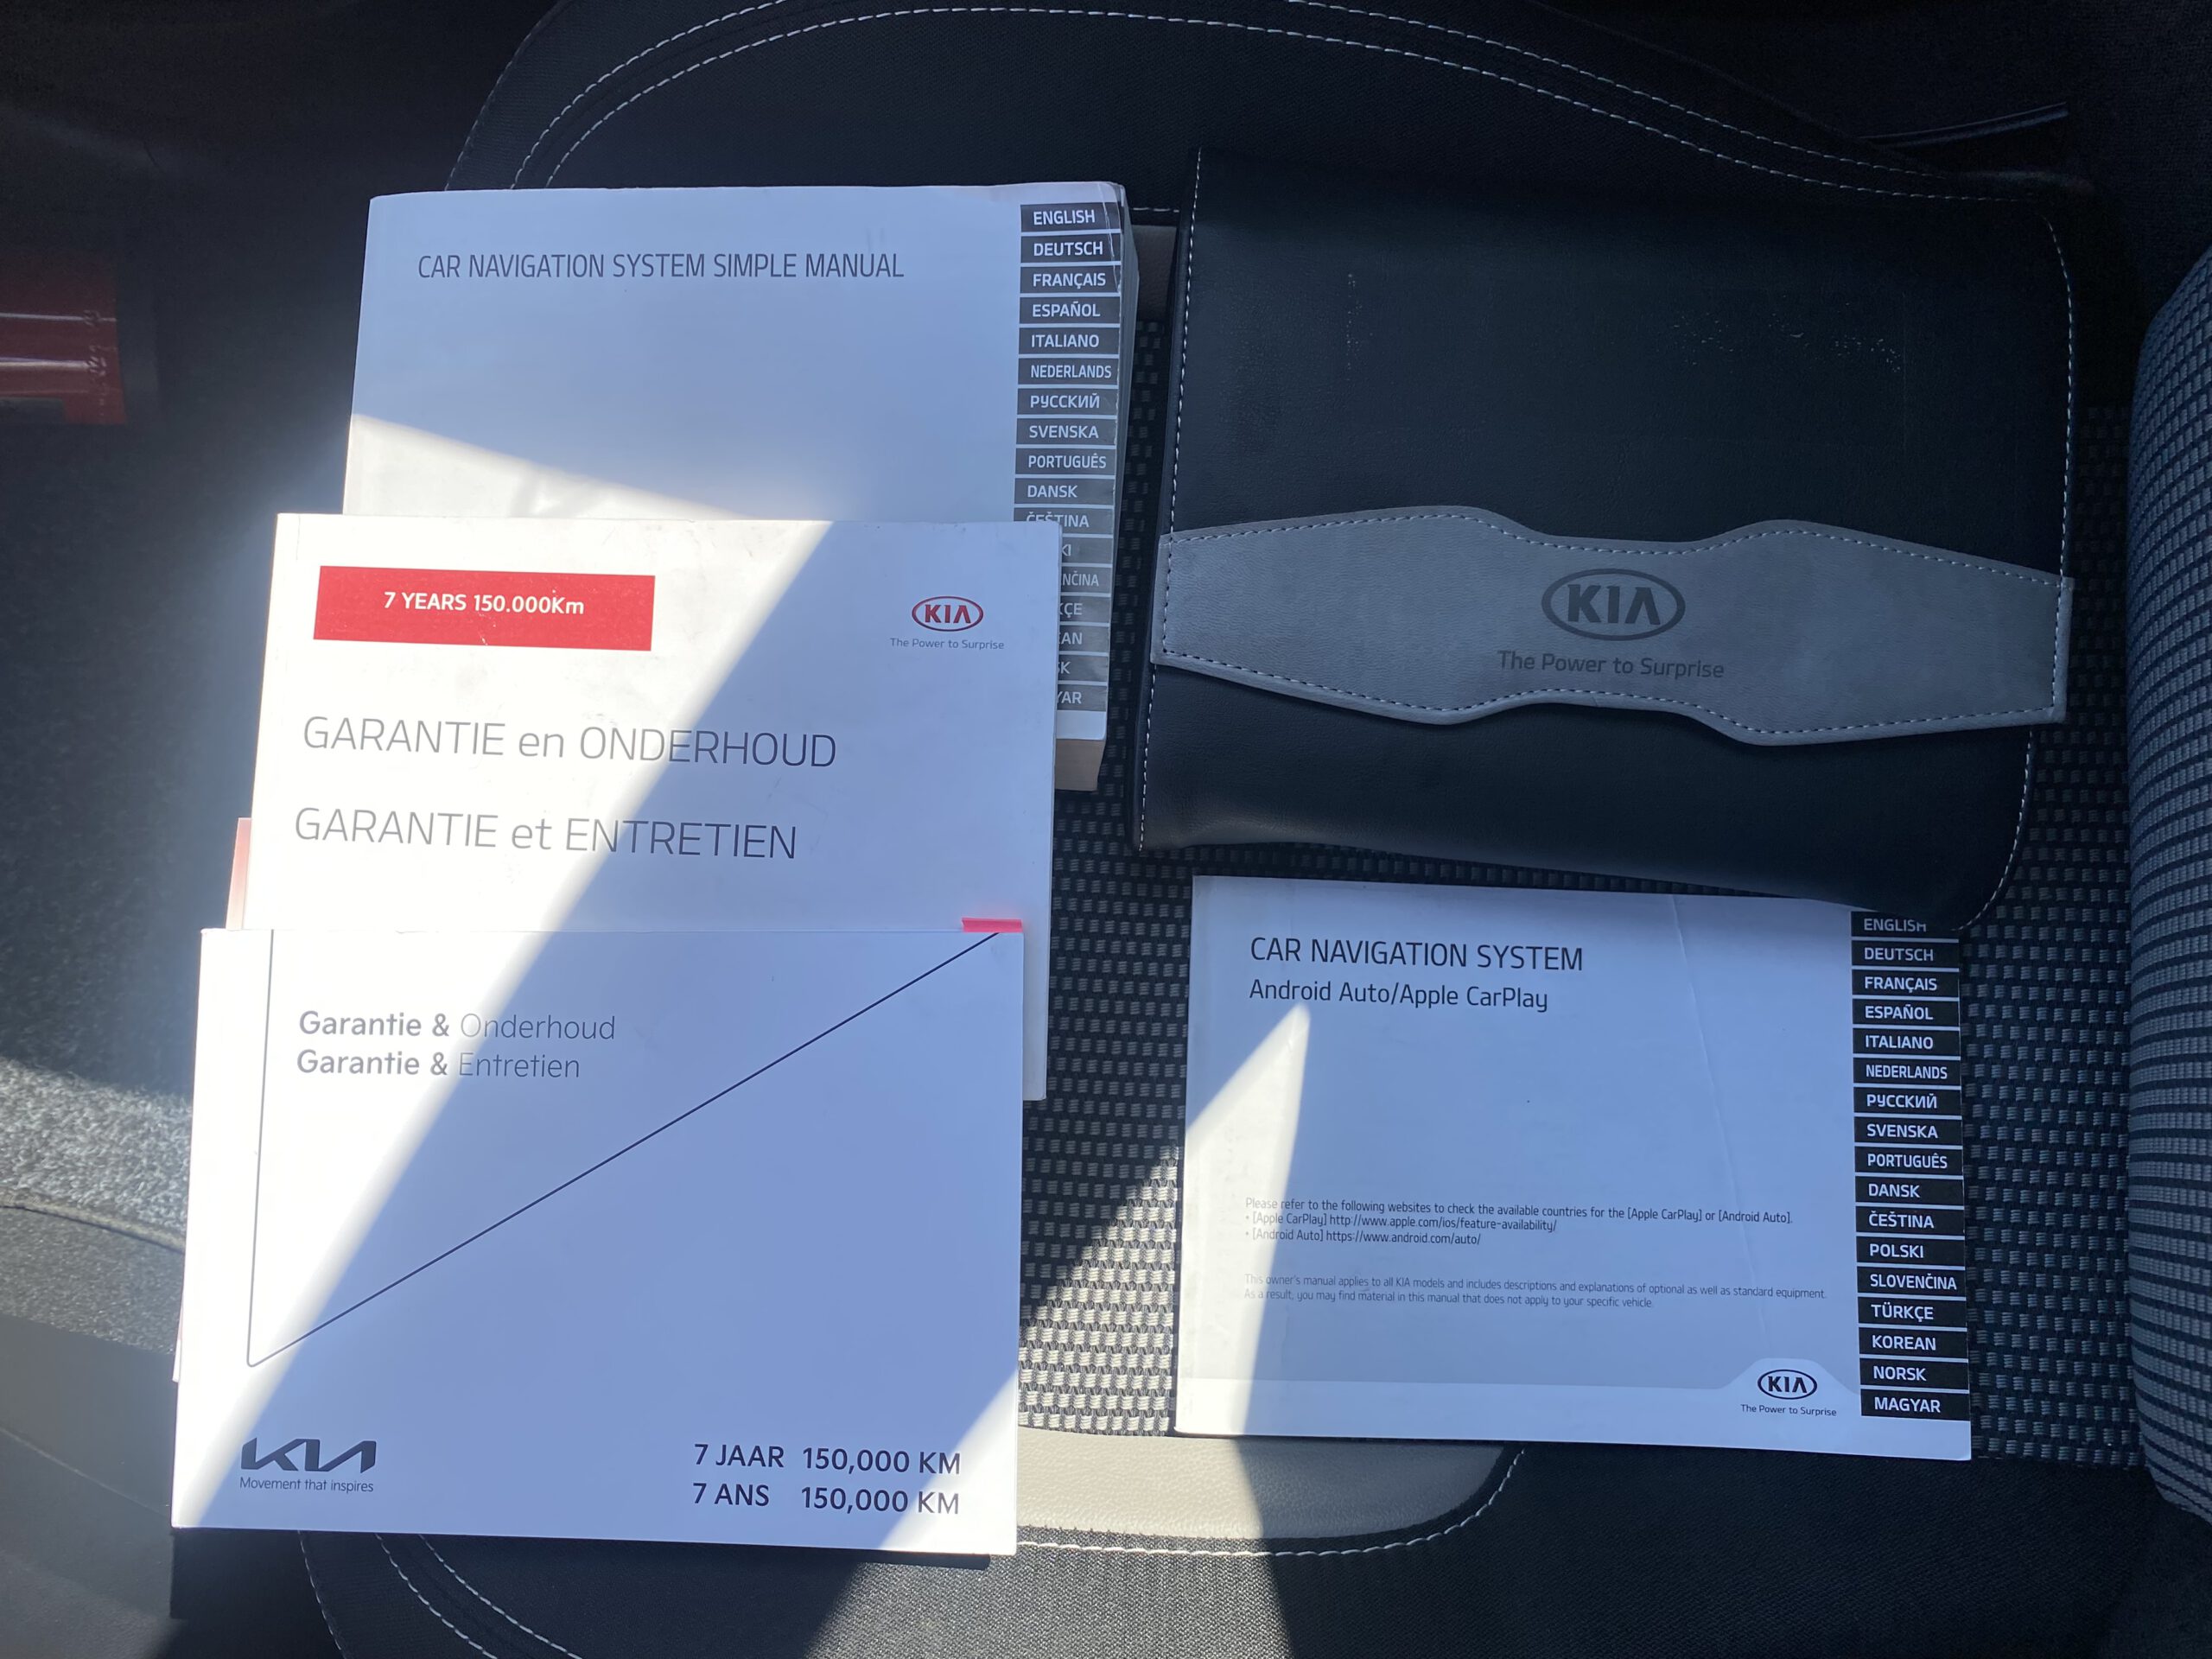 CAR NAVIGATION SYSTEM SIMPLE MANUAL
ENGLISH
DEUTSCH
FRANÇAIS
ESPAÑOL
ITALIANO
NEDERLANDS
РУССКИЙ
SVENSKA
PORTUGUÊS
DANSK
ČEŠTINA
KI
NČINA
KÇE
AN
K
YAR
7 YEARS 150.000Km
KIA
The Power to Surprise
GARANTIE en ONDERHOUD
GARANTIE et ENTRETIEN
Garantie & Onderhoud
Garantie & Entretien
KIA
Movement that inspires
7 JAAR 150,000 KM
7 ANS 150,000 KM
KIA
The Power to Surprise
CAR NAVIGATION SYSTEM
Android Auto/Apple CarPlay
Please refer to the following websites to check the available countries for the [Apple CarPlay] or [Android Auto].
• [Apple CarPlay] http://www.apple.com/ios/feature-availability/
• [Android Auto] https://www.android.com/auto/
This owner's manual applies to all KIA models and includes descriptions and explanations of optional as well as standard equipment.
As a result, you may find material in this manual that does not apply to your specific vehicle.
KIA
The Power to Surprise
ENGLISH
DEUTSCH
FRANÇAIS
ESPAÑOL
ITALIANO
NEDERLANDS
РУССКИЙ
SVENSKA
PORTUGUÊS
DANSK
ČEŠTINA
POLSKI
SLOVENČINA
TÜRKÇE
KOREAN
NORSK
MAGYAR